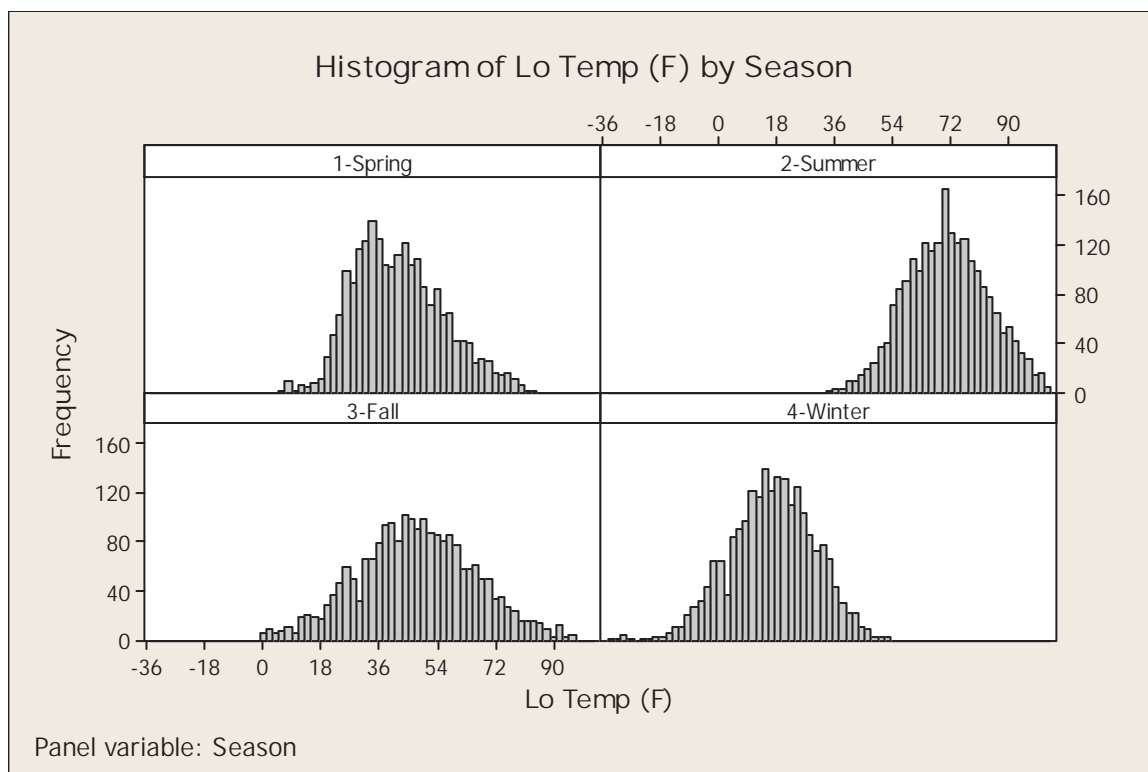 Histogram of Lo Temp (F) by Season
-36 -18 0 18 36 54 72 90
1-Spring 2-Summer
160
120
80
40
0
3-Fall 4-Winter
Frequency
160
120
80
40
0
-36 -18 0 18 36 54 72 90
Lo Temp (F)
Panel variable: Season